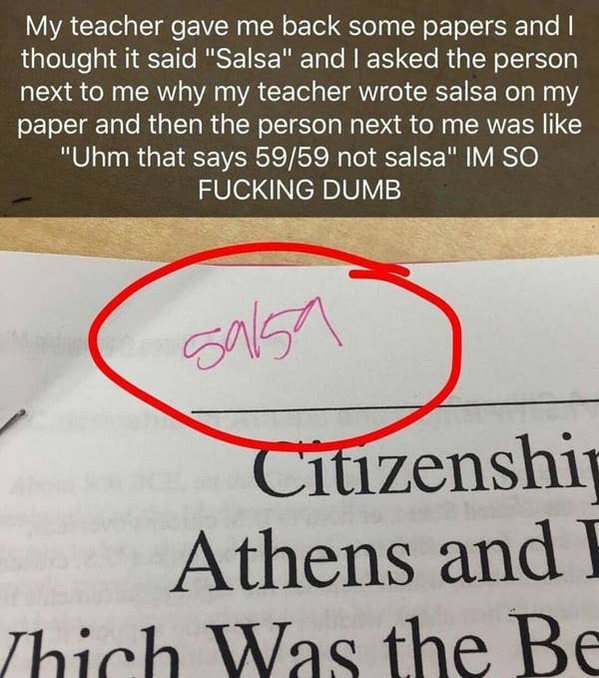 My teacher gave me back some papers and I
thought it said "Salsa" and I asked the person
next to me why my teacher wrote salsa on my
paper and then the person next to me was like
"Uhm that says 59/59 not salsa" IM SO
FUCKING DUMB
59/59
Citizenship
Athens and
Which Was the Be